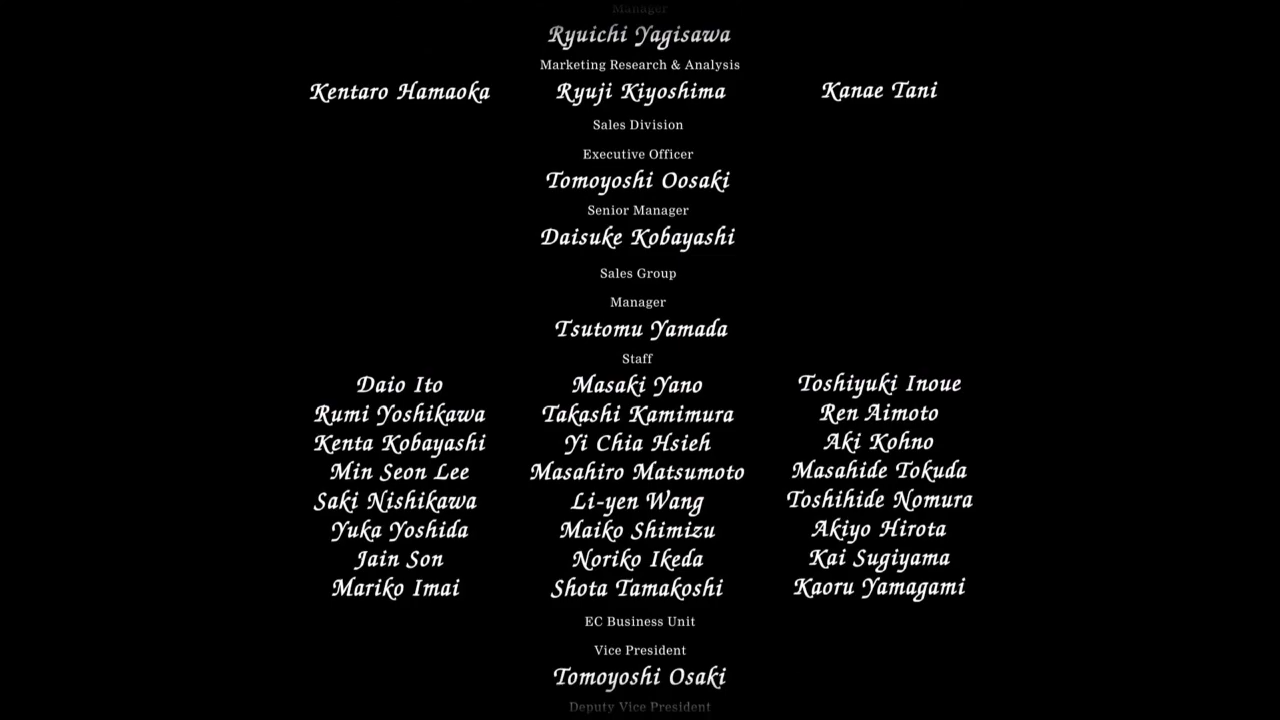 Manager
Ryuichi Yagisawa
Marketing Research & Analysis
Kentaro Hamaoka Ryuji Kiyoshima Kanae Tani
Sales Division
Executive Officer
Tomoyoshi Oosaki
Senior Manager
Daisuke Kobayashi
Sales Group
Manager
Tsutomu Yamada
Staff
Daio Ito Masaki Yano Toshiyuki Inoue
Rumi Yoshikawa Takashi Kamimura Ren Aimoto
Kenta Kobayashi Yi Chia Hsieh Aki Kohno
Min Seon Lee Masahiro Matsumoto Masahide Tokuda
Saki Nishikawa Li-yen Wang Toshihide Nomura
Yuka Yoshida Maiko Shimizu Akiyo Hirota
Jain Son Noriko Ikeda Kai Sugiyama
Mariko Imai Shota Tamakoshi Kaoru Yamagami
EC Business Unit
Vice President
Tomoyoshi Osaki
Deputy Vice President